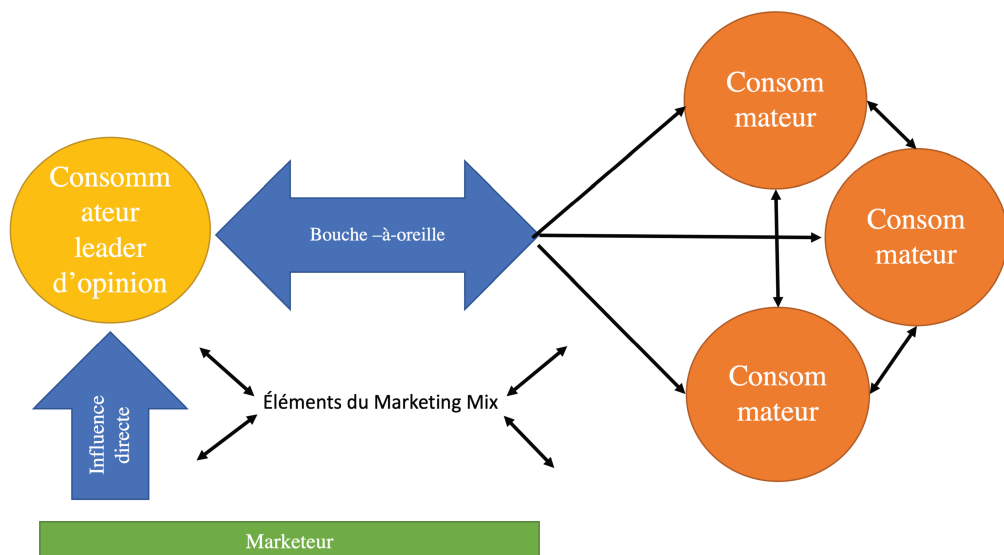 Consom
mateur
Consomm
ateur
leader
d’opinion
Bouche –à-oreille
Consom
mateur
Consom
mateur
Éléments du Marketing Mix
Influence
directe
Marketeur